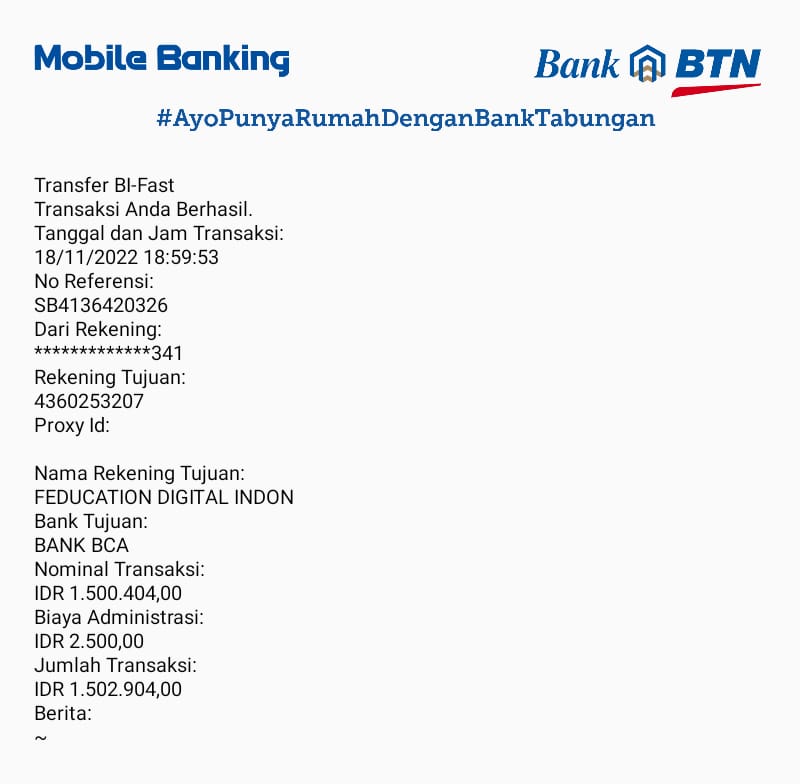 Mobile Banking
Bank BTN
#AyoPunyaRumahDenganBankTabungan
Transfer BI-Fast
Transaksi Anda Berhasil.
Tanggal dan Jam Transaksi:
18/11/2022 18:59:53
No Referensi:
SB4136420326
Dari Rekening:
*************341
Rekening Tujuan:
4360253207
Proxy Id:
Nama Rekening Tujuan:
FEDUCATION DIGITAL INDON
Bank Tujuan:
BANK BCA
Nominal Transaksi:
IDR 1.500.404,00
Biaya Administrasi:
IDR 2.500,00
Jumlah Transaksi:
IDR 1.502.904,00
Berita:
~